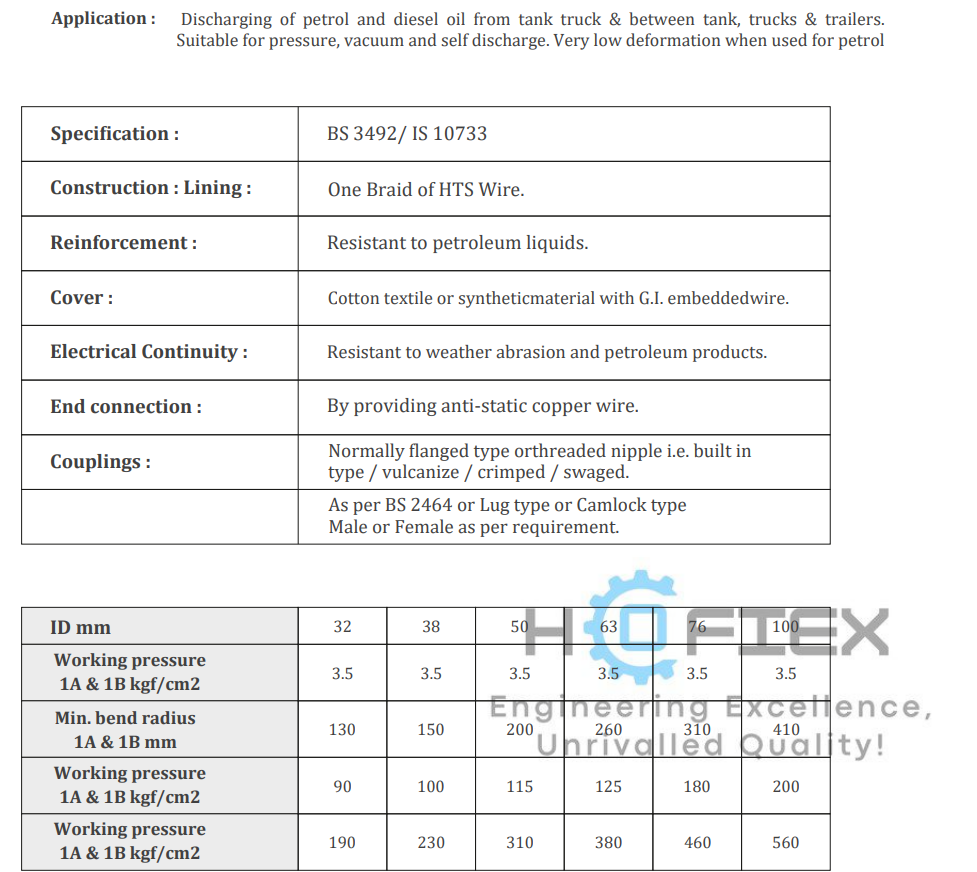 Application : Discharging of petrol and diesel oil from tank truck & between tank, trucks & trailers.
Suitable for pressure, vacuum and self discharge. Very low deformation when used for petrol
Specification : BS 3492/ IS 10733
Construction : Lining : One Braid of HTS Wire.
Reinforcement : Resistant to petroleum liquids.
Cover : Cotton textile or syntheticmaterial with G.I. embeddedwire.
Electrical Continuity : Resistant to weather abrasion and petroleum products.
End connection : By providing anti-static copper wire.
Couplings : Normally flanged type orthreaded nipple i.e. built in
type / vulcanize / crimped / swaged.
As per BS 2464 or Lug type or Camlock type
Male or Female as per requirement.
HOFIEX
Engineering Excellence,
Unrivalled Quality!
ID mm 32 38 50 63 76 100
Working pressure
1A & 1B kgf/cm2 3.5 3.5 3.5 3.5 3.5 3.5
Min. bend radius
1A & 1B mm 130 150 200 260 310 410
Working pressure
1A & 1B kgf/cm2 90 100 115 125 180 200
Working pressure
1A & 1B kgf/cm2 190 230 310 380 460 560